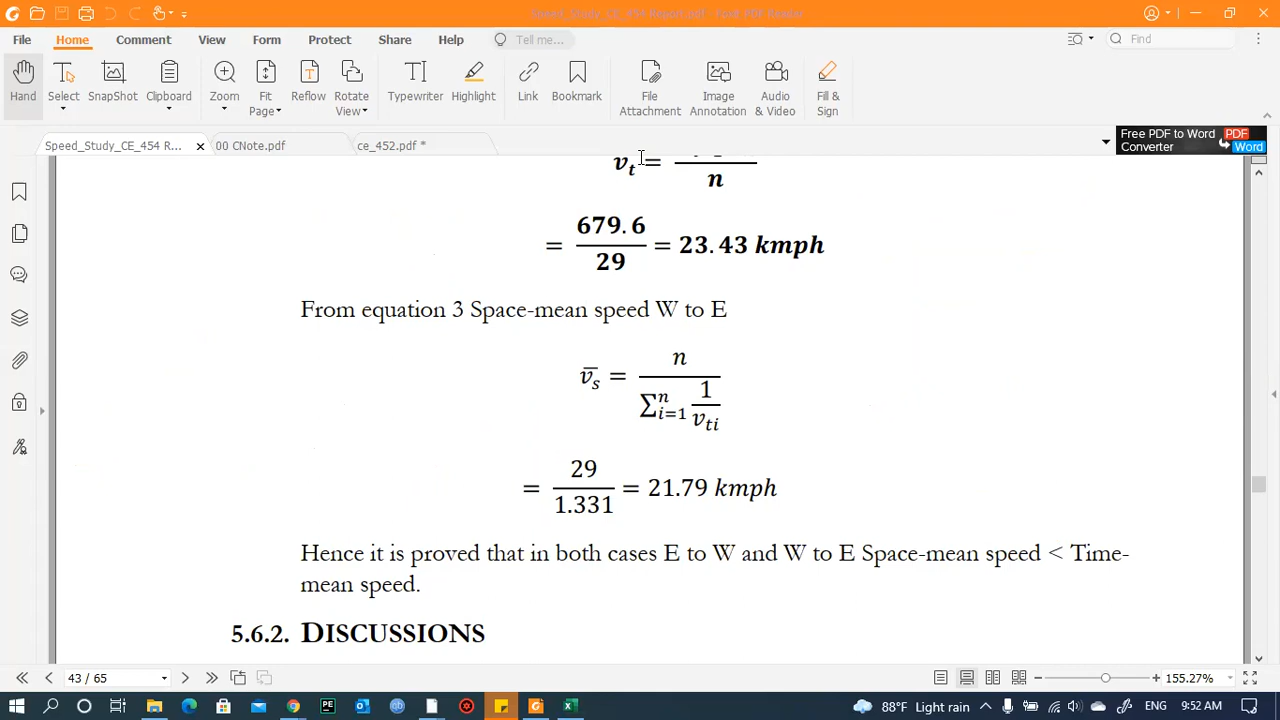 Speed_Study_CE_454 Report.pdf - Foxit PDF Reader
File Home Comment View Form Protect Share Help Tell me... Find
Hand Select SnapShot Clipboard Zoom Fit Page Reflow Rotate View Typewriter Highlight Link Bookmark File Attachment Image Annotation Audio & Video Fill & Sign
Speed_Study_CE_454 R... 00 CNote.pdf ce_452.pdf * Free PDF to Word Converter PDF Word
v_t = n
= 679.6 / 29 = 23.43 kmph
From equation 3 Space-mean speed W to E
v̅_s = n / ∑_{i=1}^{n} 1/v_{ti}
= 29 / 1.331 = 21.79 kmph
Hence it is proved that in both cases E to W and W to E Space-mean speed < Time-
mean speed.
5.6.2. DISCUSSIONS
43 / 65 155.27%
88°F Light rain ENG 9:52 AM